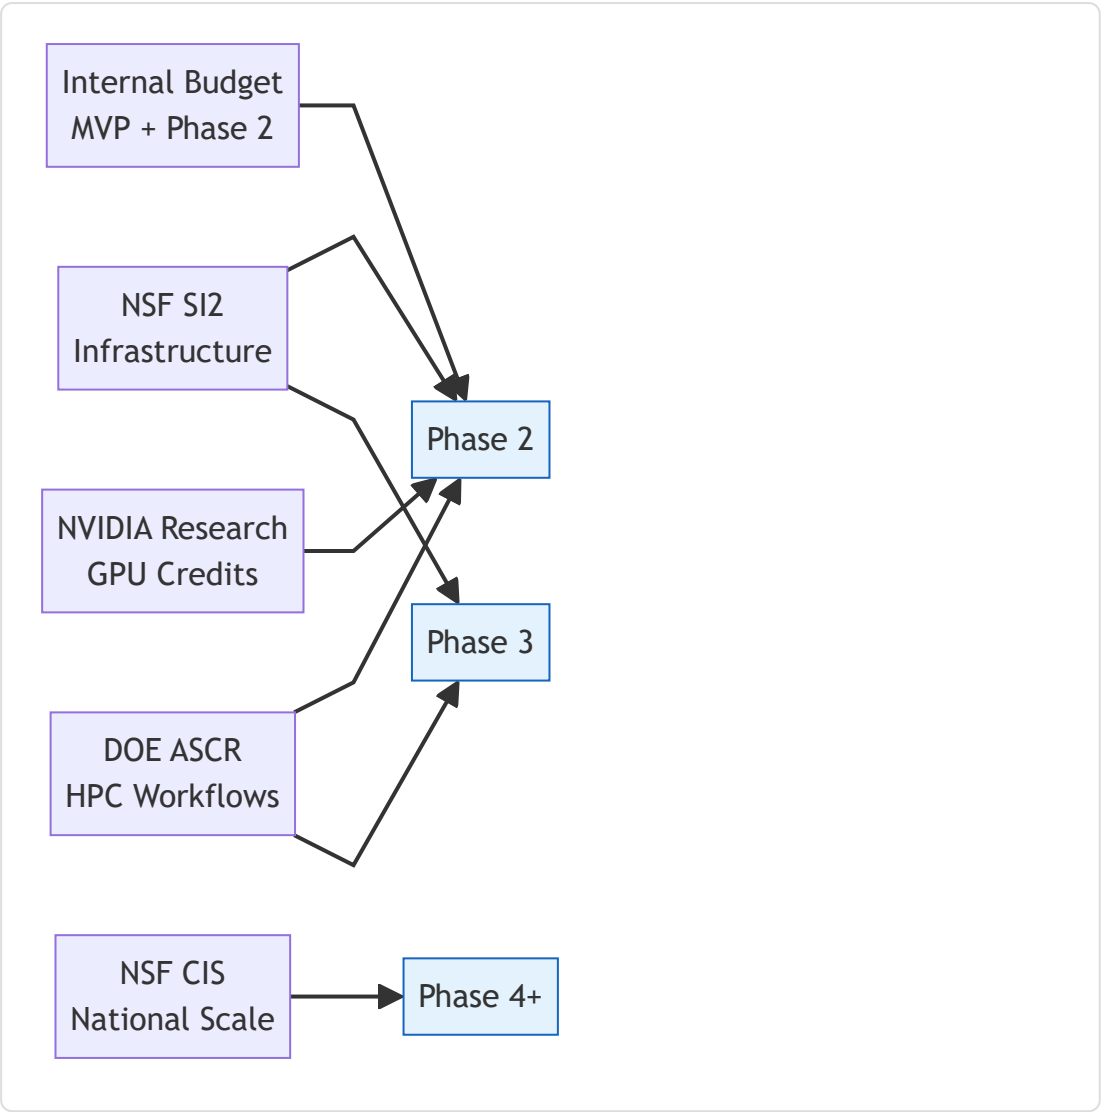 Internal Budget
MVP + Phase 2
NSF SI2
Infrastructure
Phase 2
NVIDIA Research
GPU Credits
Phase 3
DOE ASCR
HPC Workflows
NSF CIS
National Scale
Phase 4+